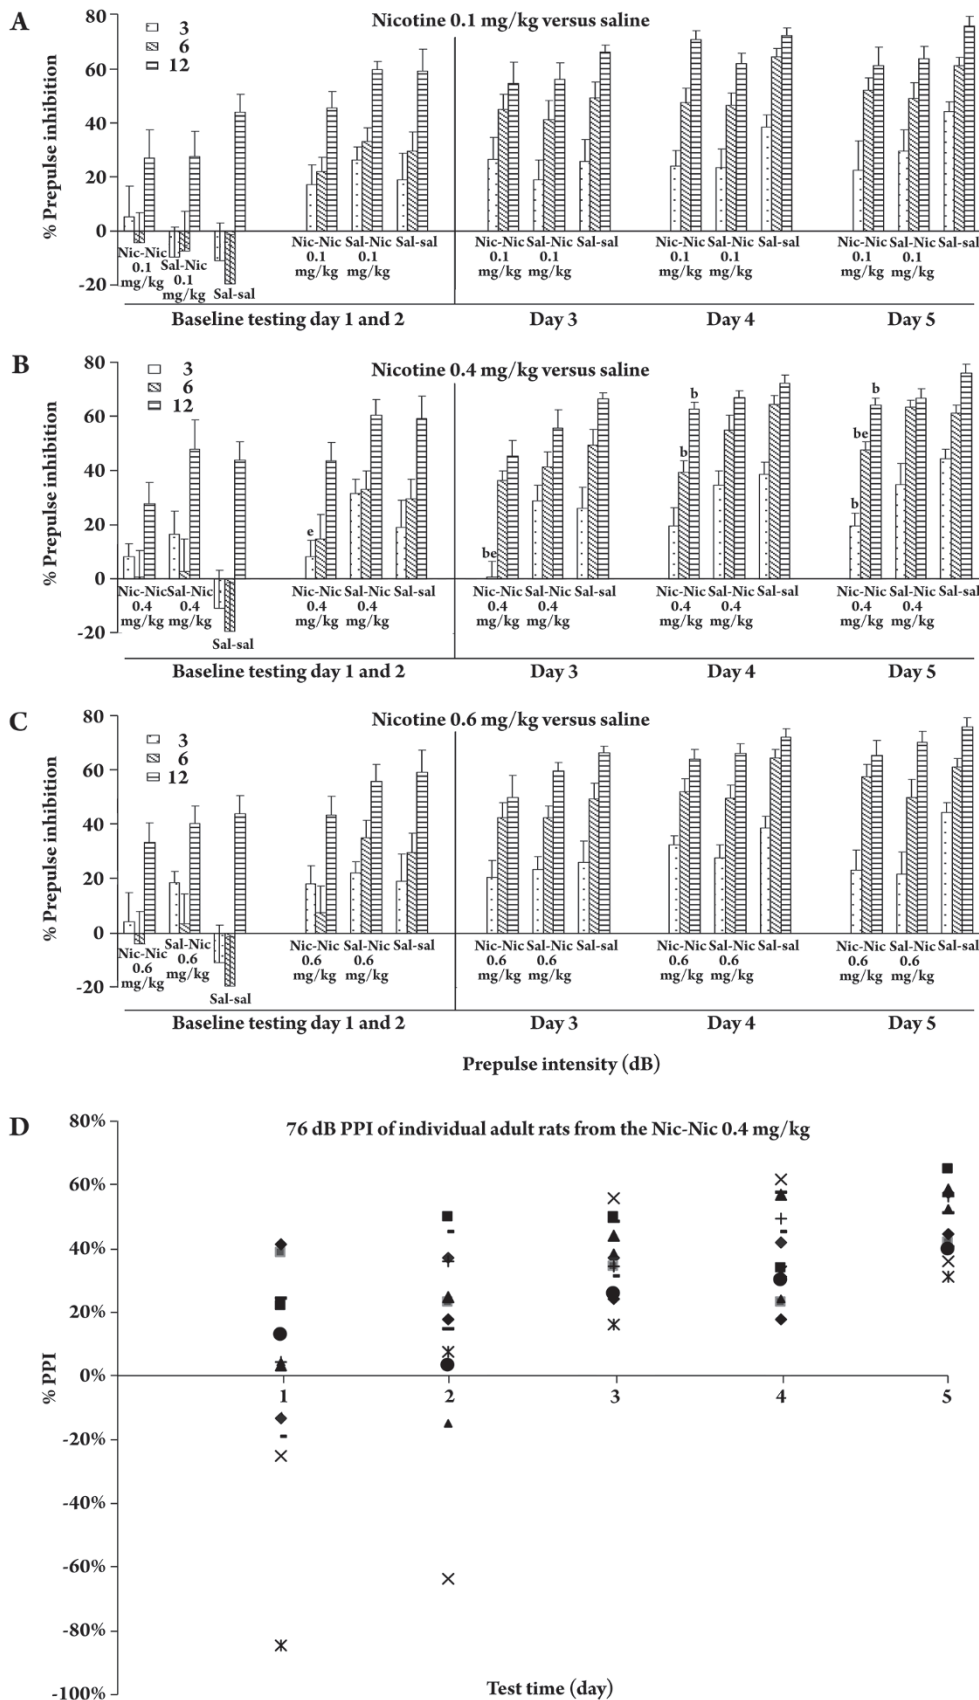 A
Nicotine 0.1 mg/kg versus saline
3
6
12
% Prepulse inhibition
80
60
40
20
0
-20
Nic-Nic 0.1 mg/kg
Sal-Nic 0.1 mg/kg
Sal-sal
Nic-Nic 0.1 mg/kg
Sal-Nic 0.1 mg/kg
Sal-sal
Nic-Nic 0.1 mg/kg
Sal-Nic 0.1 mg/kg
Sal-sal
Nic-Nic 0.1 mg/kg
Sal-Nic 0.1 mg/kg
Sal-sal
Nic-Nic 0.1 mg/kg
Sal-Nic 0.1 mg/kg
Sal-sal
Baseline testing day 1 and 2
Day 3
Day 4
Day 5
B
Nicotine 0.4 mg/kg versus saline
3
6
12
% Prepulse inhibition
80
60
40
20
0
-20
e
be
b
b
b
be
b
Nic-Nic 0.4 mg/kg
Sal-Nic 0.4 mg/kg
Sal-sal
Nic-Nic 0.4 mg/kg
Sal-Nic 0.4 mg/kg
Sal-sal
Nic-Nic 0.4 mg/kg
Sal-Nic 0.4 mg/kg
Sal-sal
Nic-Nic 0.4 mg/kg
Sal-Nic 0.4 mg/kg
Sal-sal
Nic-Nic 0.4 mg/kg
Sal-Nic 0.4 mg/kg
Sal-sal
Baseline testing day 1 and 2
Day 3
Day 4
Day 5
C
Nicotine 0.6 mg/kg versus saline
3
6
12
% Prepulse inhibition
80
60
40
20
0
-20
Nic-Nic 0.6 mg/kg
Sal-Nic 0.6 mg/kg
Sal-sal
Nic-Nic 0.6 mg/kg
Sal-Nic 0.6 mg/kg
Sal-sal
Nic-Nic 0.6 mg/kg
Sal-Nic 0.6 mg/kg
Sal-sal
Nic-Nic 0.6 mg/kg
Sal-Nic 0.6 mg/kg
Sal-sal
Nic-Nic 0.6 mg/kg
Sal-Nic 0.6 mg/kg
Sal-sal
Baseline testing day 1 and 2
Day 3
Day 4
Day 5
Prepulse intensity (dB)
D
76 dB PPI of individual adult rats from the Nic-Nic 0.4 mg/kg
% PPI
80%
60%
40%
20%
0%
-20%
-40%
-60%
-80%
-100%
1
2
3
4
5
Test time (day)